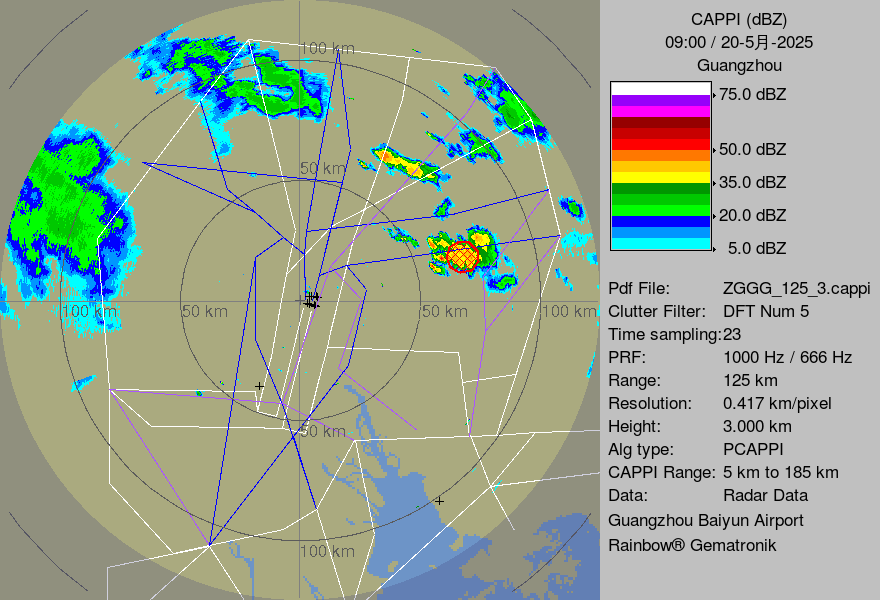 CAPPI (dBZ)
09:00 / 20-5月-2025
Guangzhou
75.0 dBZ
50.0 dBZ
35.0 dBZ
20.0 dBZ
5.0 dBZ
Pdf File: ZGGG_125_3.cappi
Clutter Filter: DFT Num 5
Time sampling:23
PRF: 1000 Hz / 666 Hz
Range: 125 km
Resolution: 0.417 km/pixel
Height: 3.000 km
Alg type: PCAPPI
CAPPI Range: 5 km to 185 km
Data: Radar Data
Guangzhou Baiyun Airport
Rainbow® Gematronik
100 km
50 km
100 km
50 km
50 km
100 km
50 km
100 km